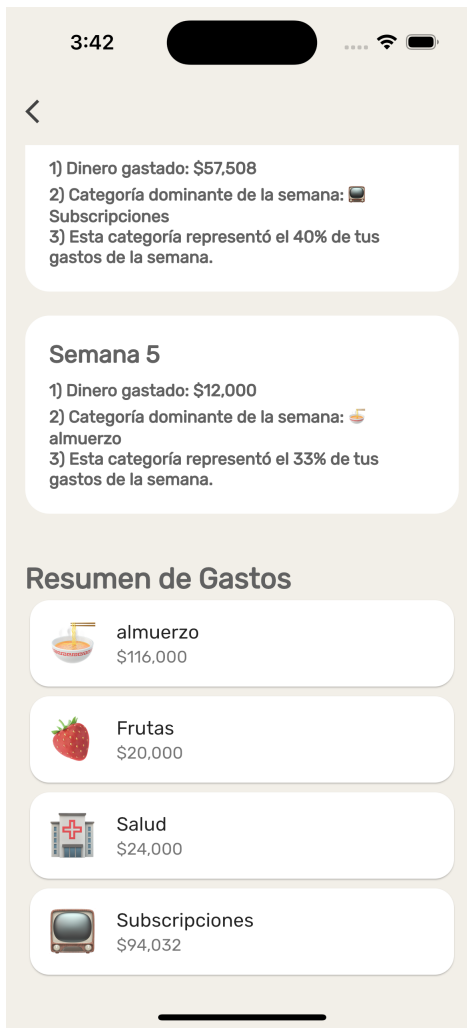 3:42
1) Dinero gastado: $57,508
2) Categoría dominante de la semana: 📺
Subscripciones
3) Esta categoría representó el 40% de tus
gastos de la semana.
Semana 5
1) Dinero gastado: $12,000
2) Categoría dominante de la semana: 🍜
almuerzo
3) Esta categoría representó el 33% de tus
gastos de la semana.
Resumen de Gastos
almuerzo
$116,000
Frutas
$20,000
Salud
$24,000
Subscripciones
$94,032